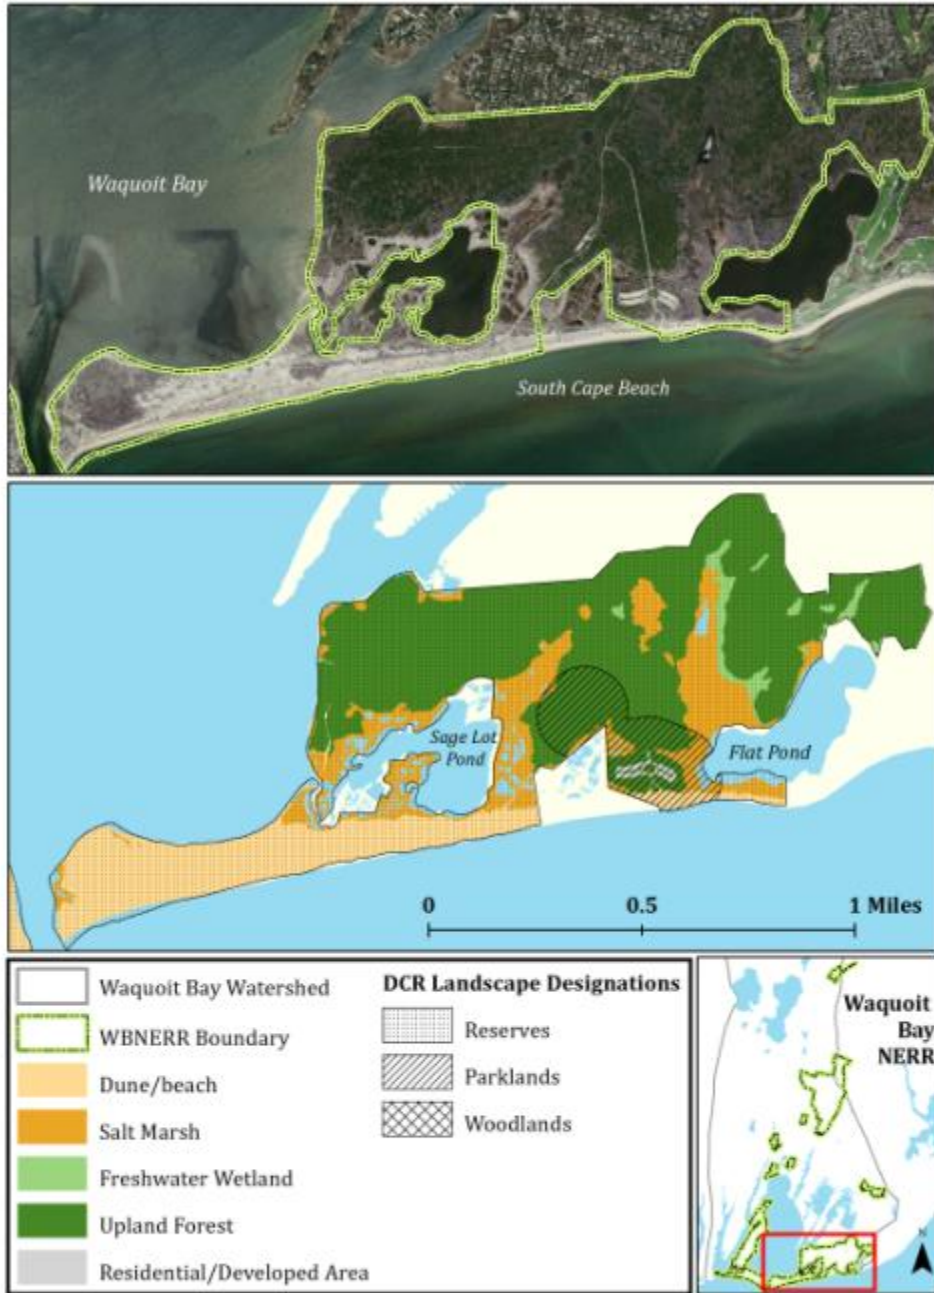 Waquoit Bay
South Cape Beach
Sage Lot
Pond
Flat Pond
0
0.5
1 Miles
Waquoit Bay Watershed
WBNERR Boundary
Dune/beach
Salt Marsh
Freshwater Wetland
Upland Forest
Residential/Developed Area
DCR Landscape Designations
Reserves
Parklands
Woodlands
Waquoit
Bay
NERR
N